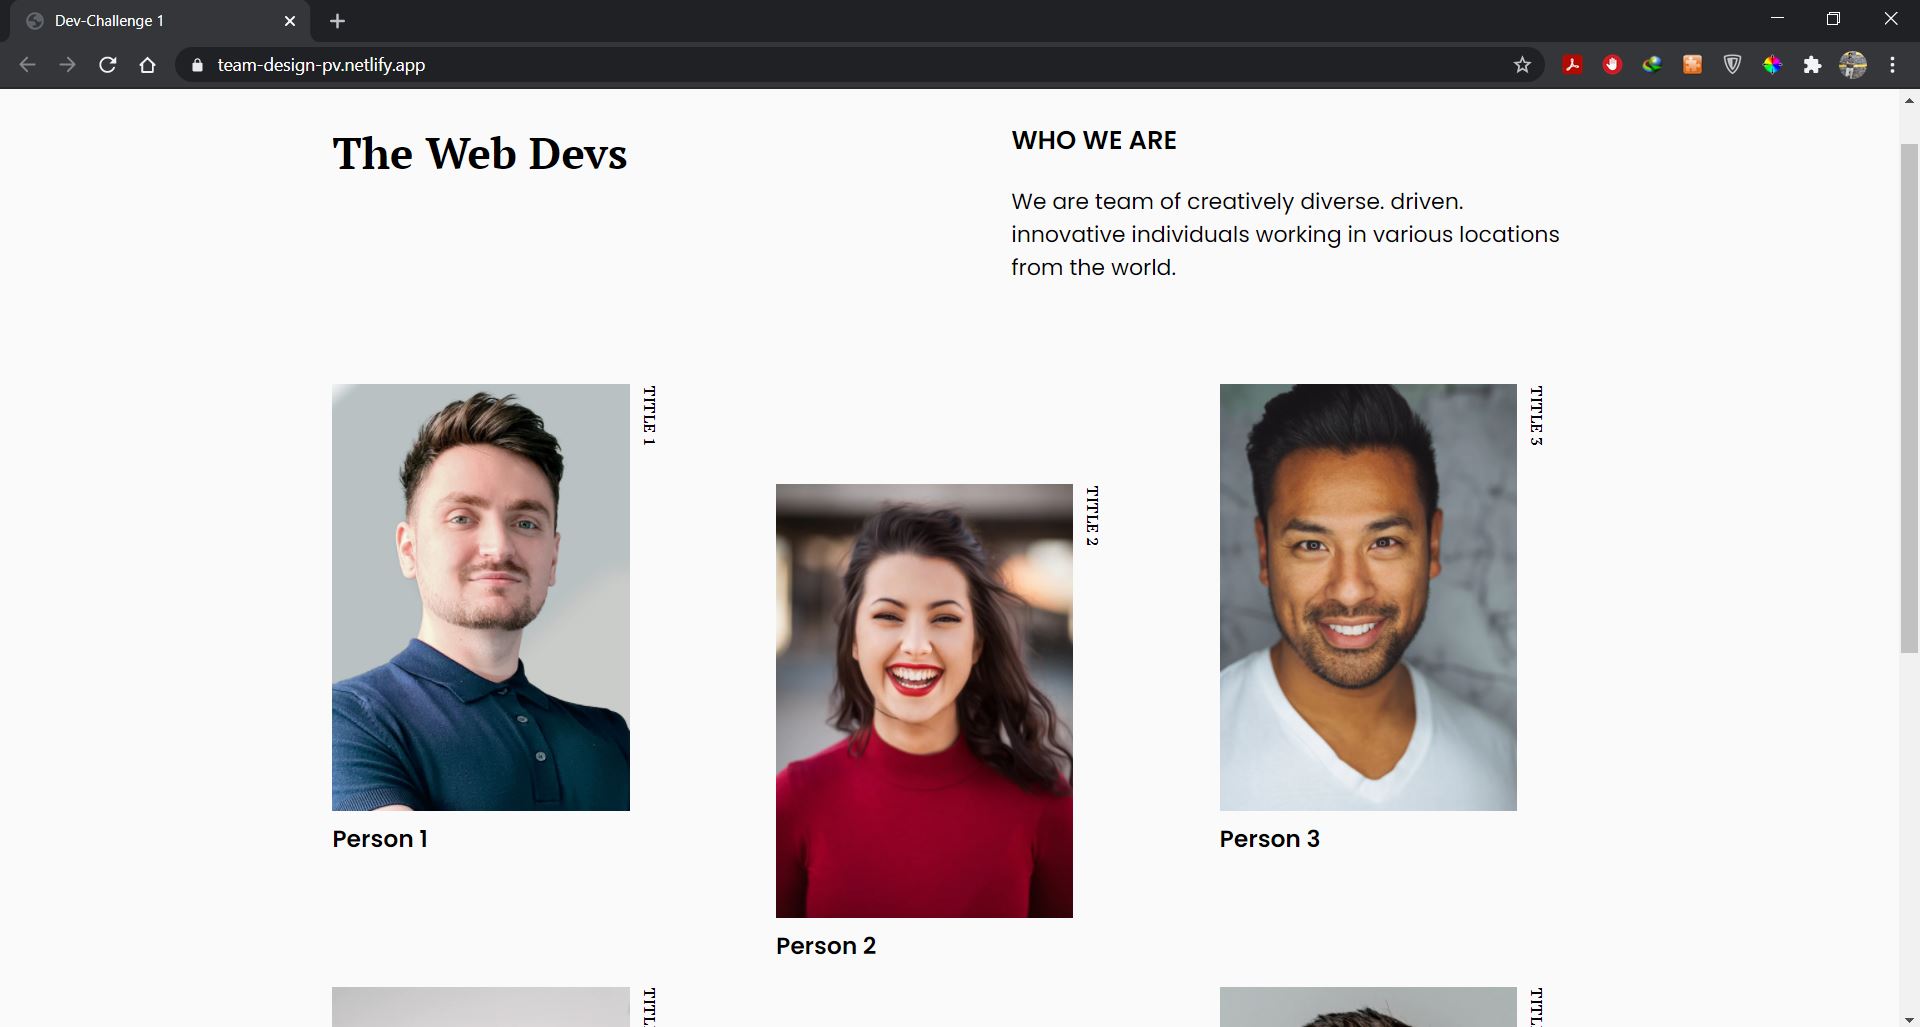 Dev-Challenge 1
team-design-pv.netlify.app
The Web Devs
WHO WE ARE
We are team of creatively diverse. driven.
innovative individuals working in various locations
from the world.
TITLE 1
Person 1
TITLE 2
Person 2
TITLE 3
Person 3